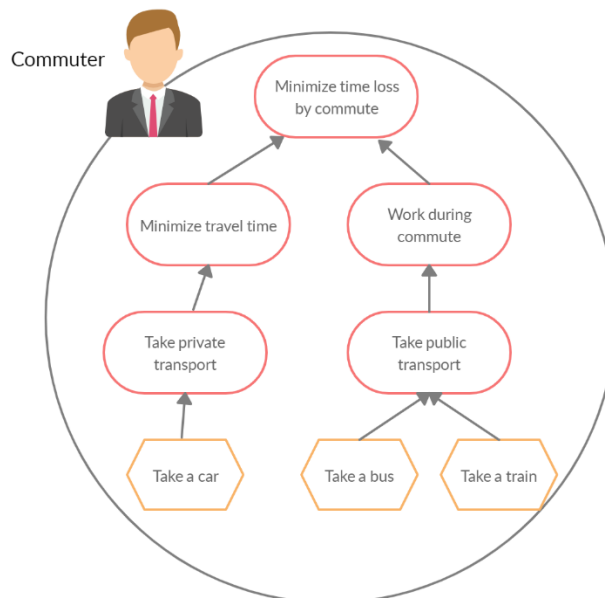 Commuter
Minimize time loss
by commute
Minimize travel time
Work during
commute
Take private
transport
Take public
transport
Take a car
Take a bus
Take a train